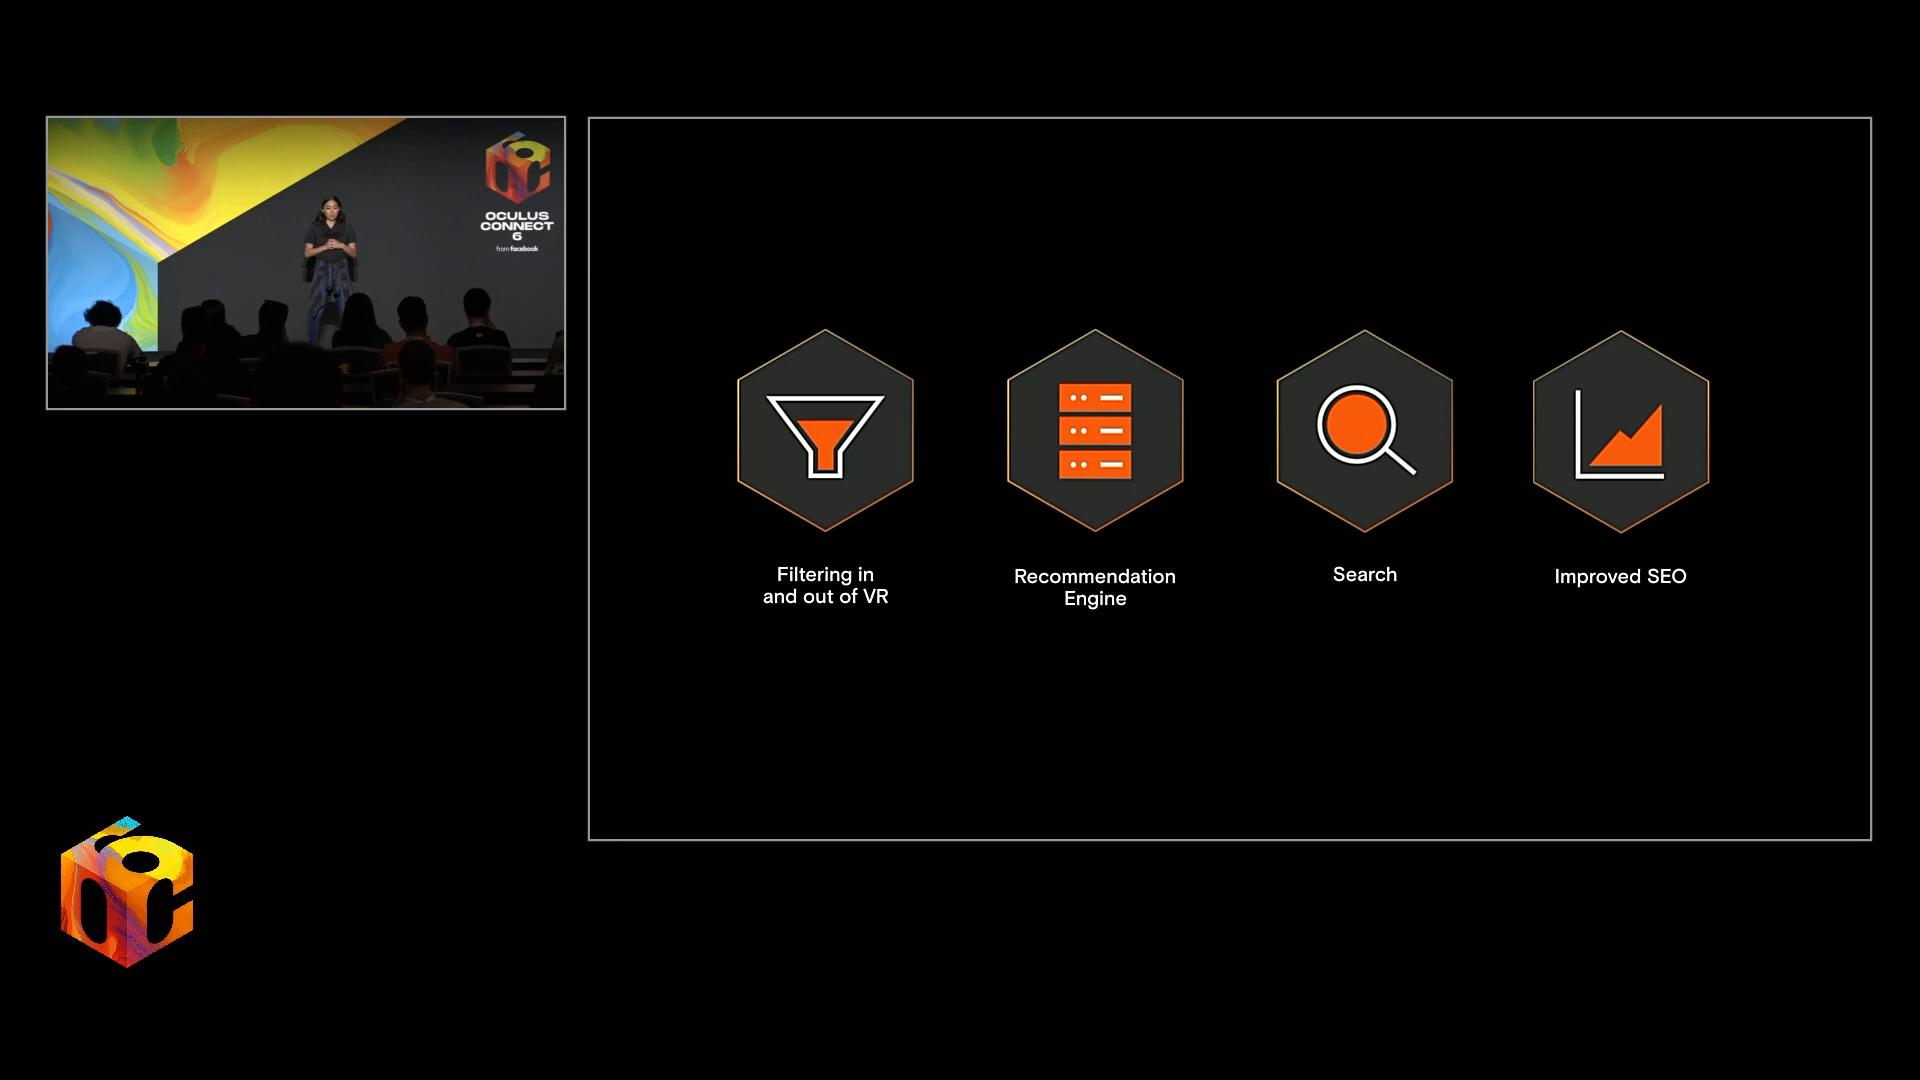 OCULUS
CONNECT
6
from facebook
Filtering in
and out of VR
Recommendation
Engine
Search
Improved SEO